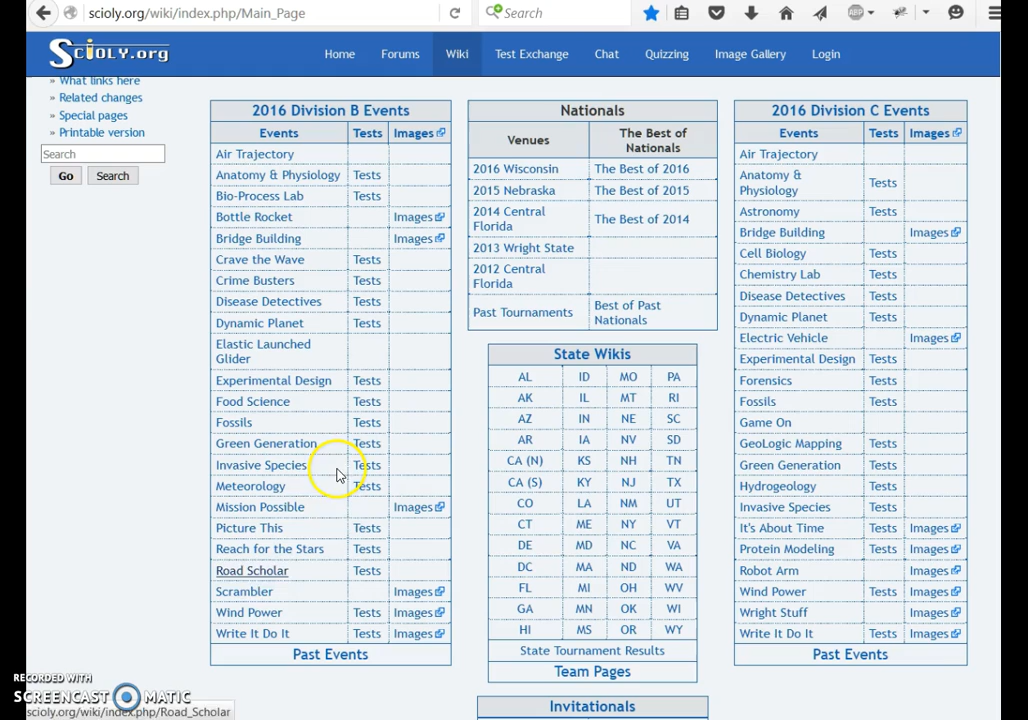 scioly.org/wiki/index.php/Main_Page
Search
ABP
SCIOLY.ORG
Home
Forums
Wiki
Test Exchange
Chat
Quizzing
Image Gallery
Login
» What links here
» Related changes
» Special pages
» Printable version
Search
Go
Search
2016 Division B Events
Events Tests Images
Air Trajectory
Anatomy & Physiology Tests
Bio-Process Lab Tests
Bottle Rocket Images
Bridge Building Images
Crave the Wave Tests
Crime Busters Tests
Disease Detectives Tests
Dynamic Planet Tests
Elastic Launched
Glider
Experimental Design Tests
Food Science Tests
Fossils Tests
Green Generation Tests
Invasive Species Tests
Meteorology Tests
Mission Possible Images
Picture This Tests
Reach for the Stars Tests
Road Scholar Tests
Scrambler Images
Wind Power Tests Images
Write It Do It Tests Images
Past Events
Nationals
Venues
The Best of
Nationals
2016 Wisconsin The Best of 2016
2015 Nebraska The Best of 2015
2014 Central
Florida
The Best of 2014
2013 Wright State
2012 Central
Florida
Past Tournaments
Best of Past
Nationals
State Wikis
AL ID MO PA
AK IL MT RI
AZ IN NE SC
AR IA NV SD
CA (N) KS NH TN
CA (S) KY NJ TX
CO LA NM UT
CT ME NY VT
DE MD NC VA
DC MA ND WA
FL MI OH WV
GA MN OK WI
HI MS OR WY
State Tournament Results
Team Pages
Invitationals
2016 Division C Events
Events Tests Images
Air Trajectory
Anatomy &
Physiology
Tests
Astronomy Tests
Bridge Building Images
Cell Biology Tests
Chemistry Lab Tests
Disease Detectives Tests
Dynamic Planet Tests
Electric Vehicle Images
Experimental Design Tests
Forensics Tests
Fossils Tests
Game On
GeoLogic Mapping Tests
Green Generation Tests
Hydrogeology Tests
Invasive Species Tests
It's About Time Tests Images
Protein Modeling Tests Images
Robot Arm Images
Wind Power Tests Images
Wright Stuff Images
Write It Do It Tests Images
Past Events
RECORDED WITH
SCREENCAST MATIC
scioly.org/wiki/index.php/Road_Scholar